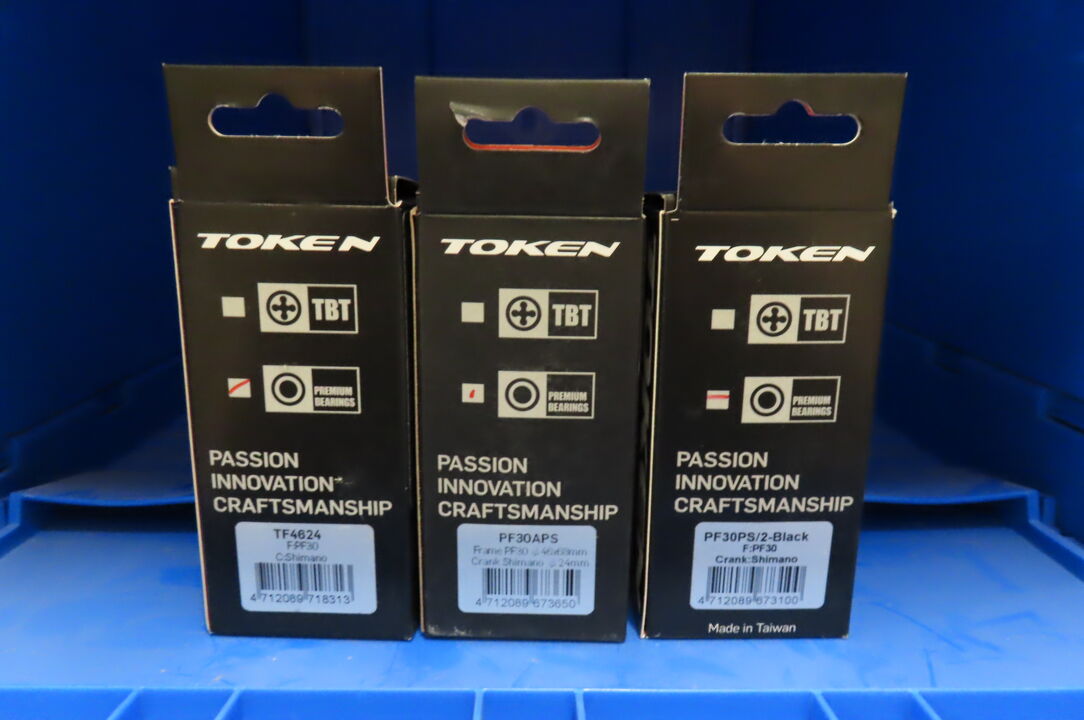 TOKEN
TBT
PREMIUM
BEARINGS
PASSION
INNOVATION
CRAFTSMANSHIP
TF4624
F:PF30
C:Shimano
4 712089 718313
TOKEN
TBT
PREMIUM
BEARINGS
PASSION
INNOVATION
CRAFTSMANSHIP
PF30APS
Frame PF30 φ 46x68mm
Crank Shimano φ 24mm
4 712089 673650
TOKEN
TBT
PREMIUM
BEARINGS
PASSION
INNOVATION
CRAFTSMANSHIP
PF30PS/2-Black
F:PF30
Crank:Shimano
4 712089 673100
Made in Taiwan